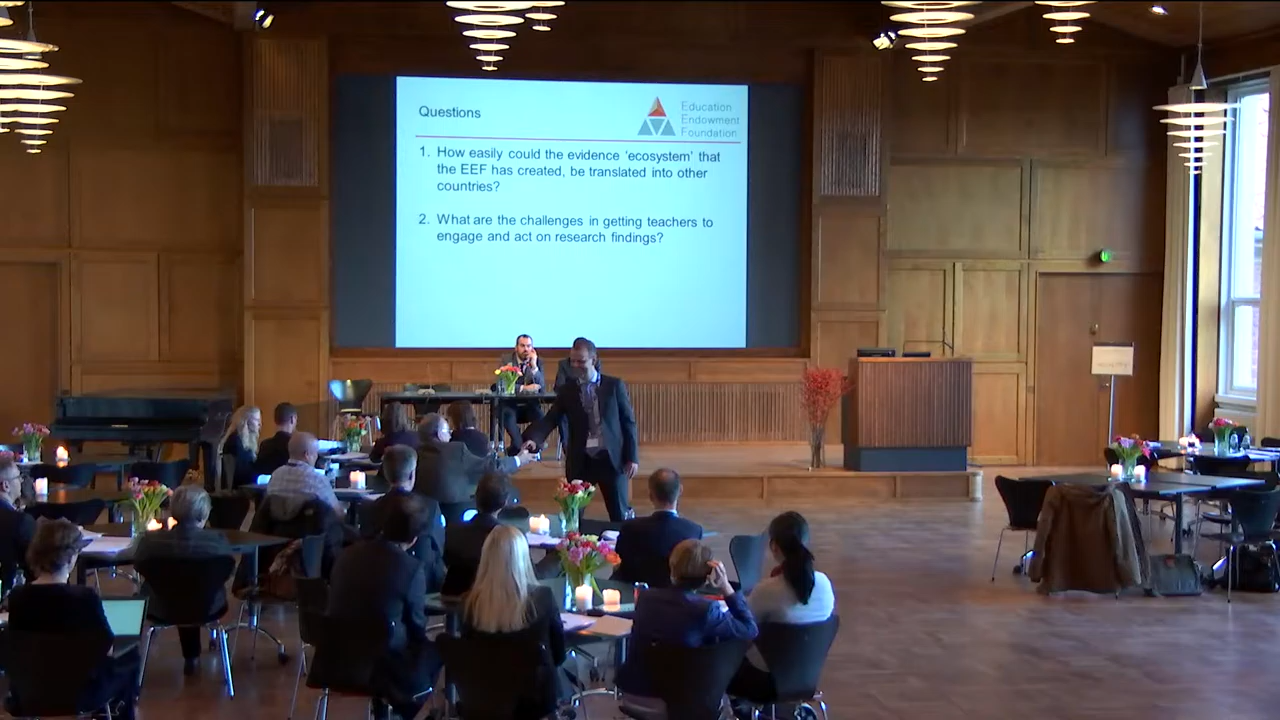 Questions
Education
Endowment
Foundation
1. How easily could the evidence ‘ecosystem’ that
the EEF has created, be translated into other
countries?
2. What are the challenges in getting teachers to
engage and act on research findings?